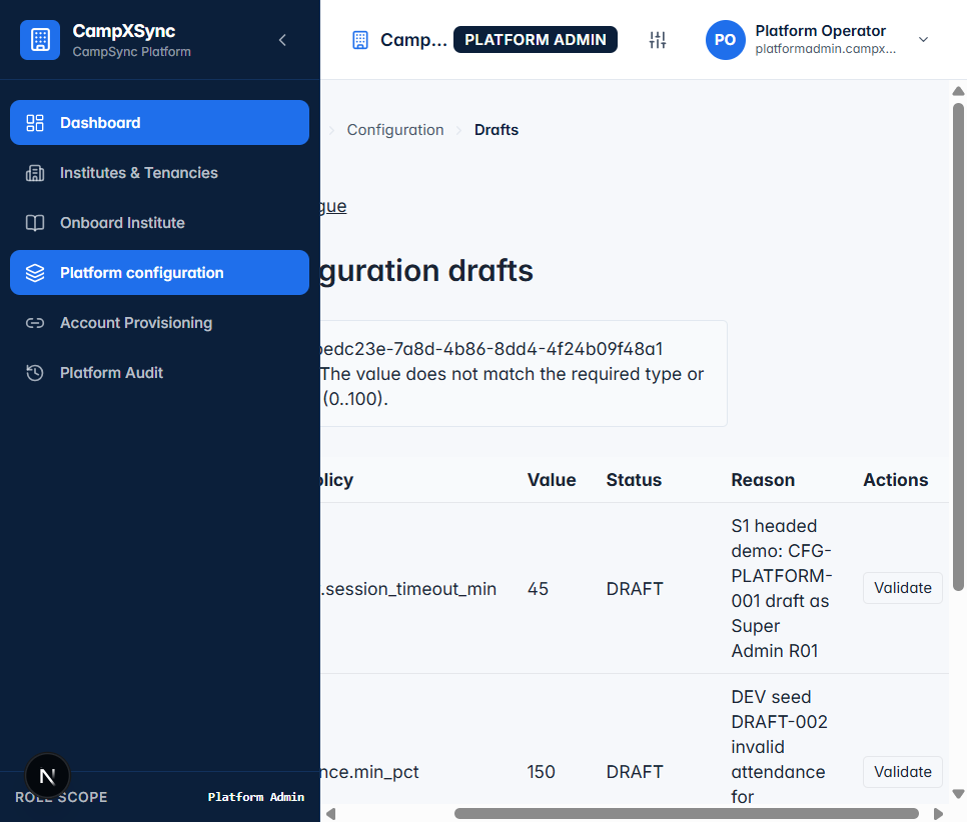 CampXSync
CampSync Platform
Camp...
PLATFORM ADMIN
PO
Platform Operator
platformadmin.campx...
Dashboard
Institutes & Tenancies
Onboard Institute
Platform configuration
Account Provisioning
Platform Audit
N
ROLE SCOPE
Platform Admin
Configuration
Drafts
gue
guration drafts
edc23e-7a8d-4b86-8dd4-4f24b09f48a1
The value does not match the required type or
(0..100).
licy
Value
Status
Reason
Actions
.session_timeout_min
45
DRAFT
S1 headed
demo: CFG-
PLATFORM-
001 draft as
Super
Admin R01
Validate
nce.min_pct
150
DRAFT
DEV seed
DRAFT-002
invalid
attendance
for
Validate